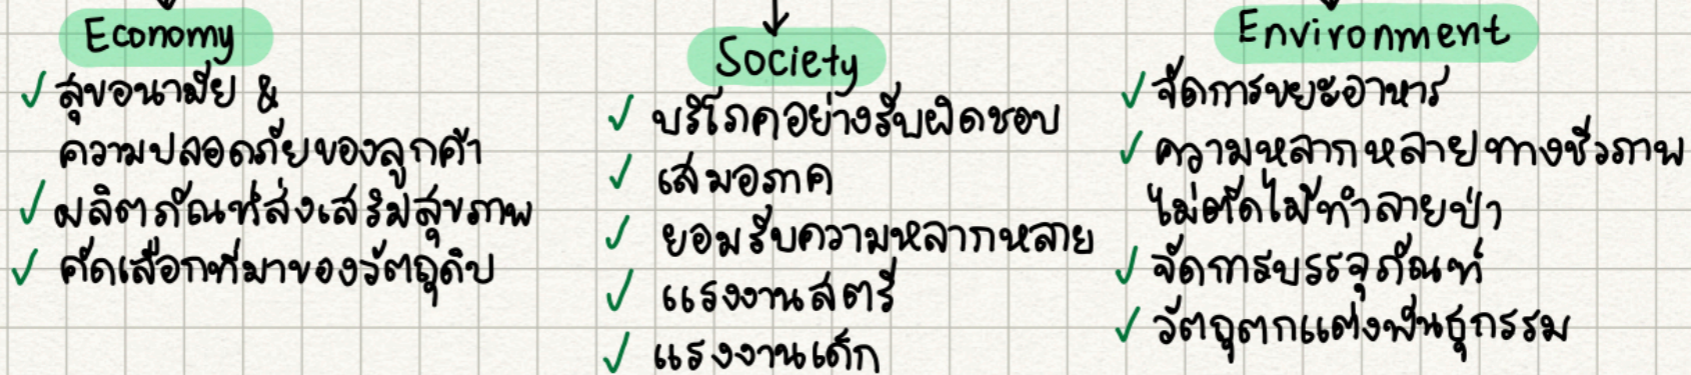 Economy
✓ สุขอนามัย &
ความปลอดภัยของลูกค้า
✓ ผลิตภัณฑ์ส่งเสริมสุขภาพ
✓ คัดเลือกที่มาของวัตถุดิบ
Society
✓ บริโภคอย่างรับผิดชอบ
✓ เสมอภาค
✓ ยอมรับความหลากหลาย
✓ แรงงานสตรี
✓ แรงงานเด็ก
Environment
✓ จัดการขยะอาหาร
✓ ความหลากหลายทางชีวภาพ
ไม่ตัดไม้ทำลายป่า
✓ จัดการบรรจุภัณฑ์
✓ วัตถุตกแต่งพันธุกรรม